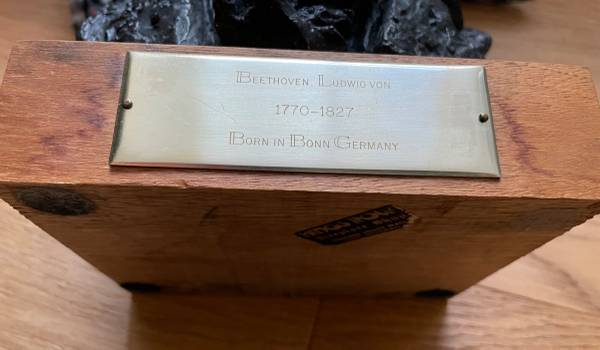 Beethoven, Ludwig von
1770–1827
Born in Bonn Germany